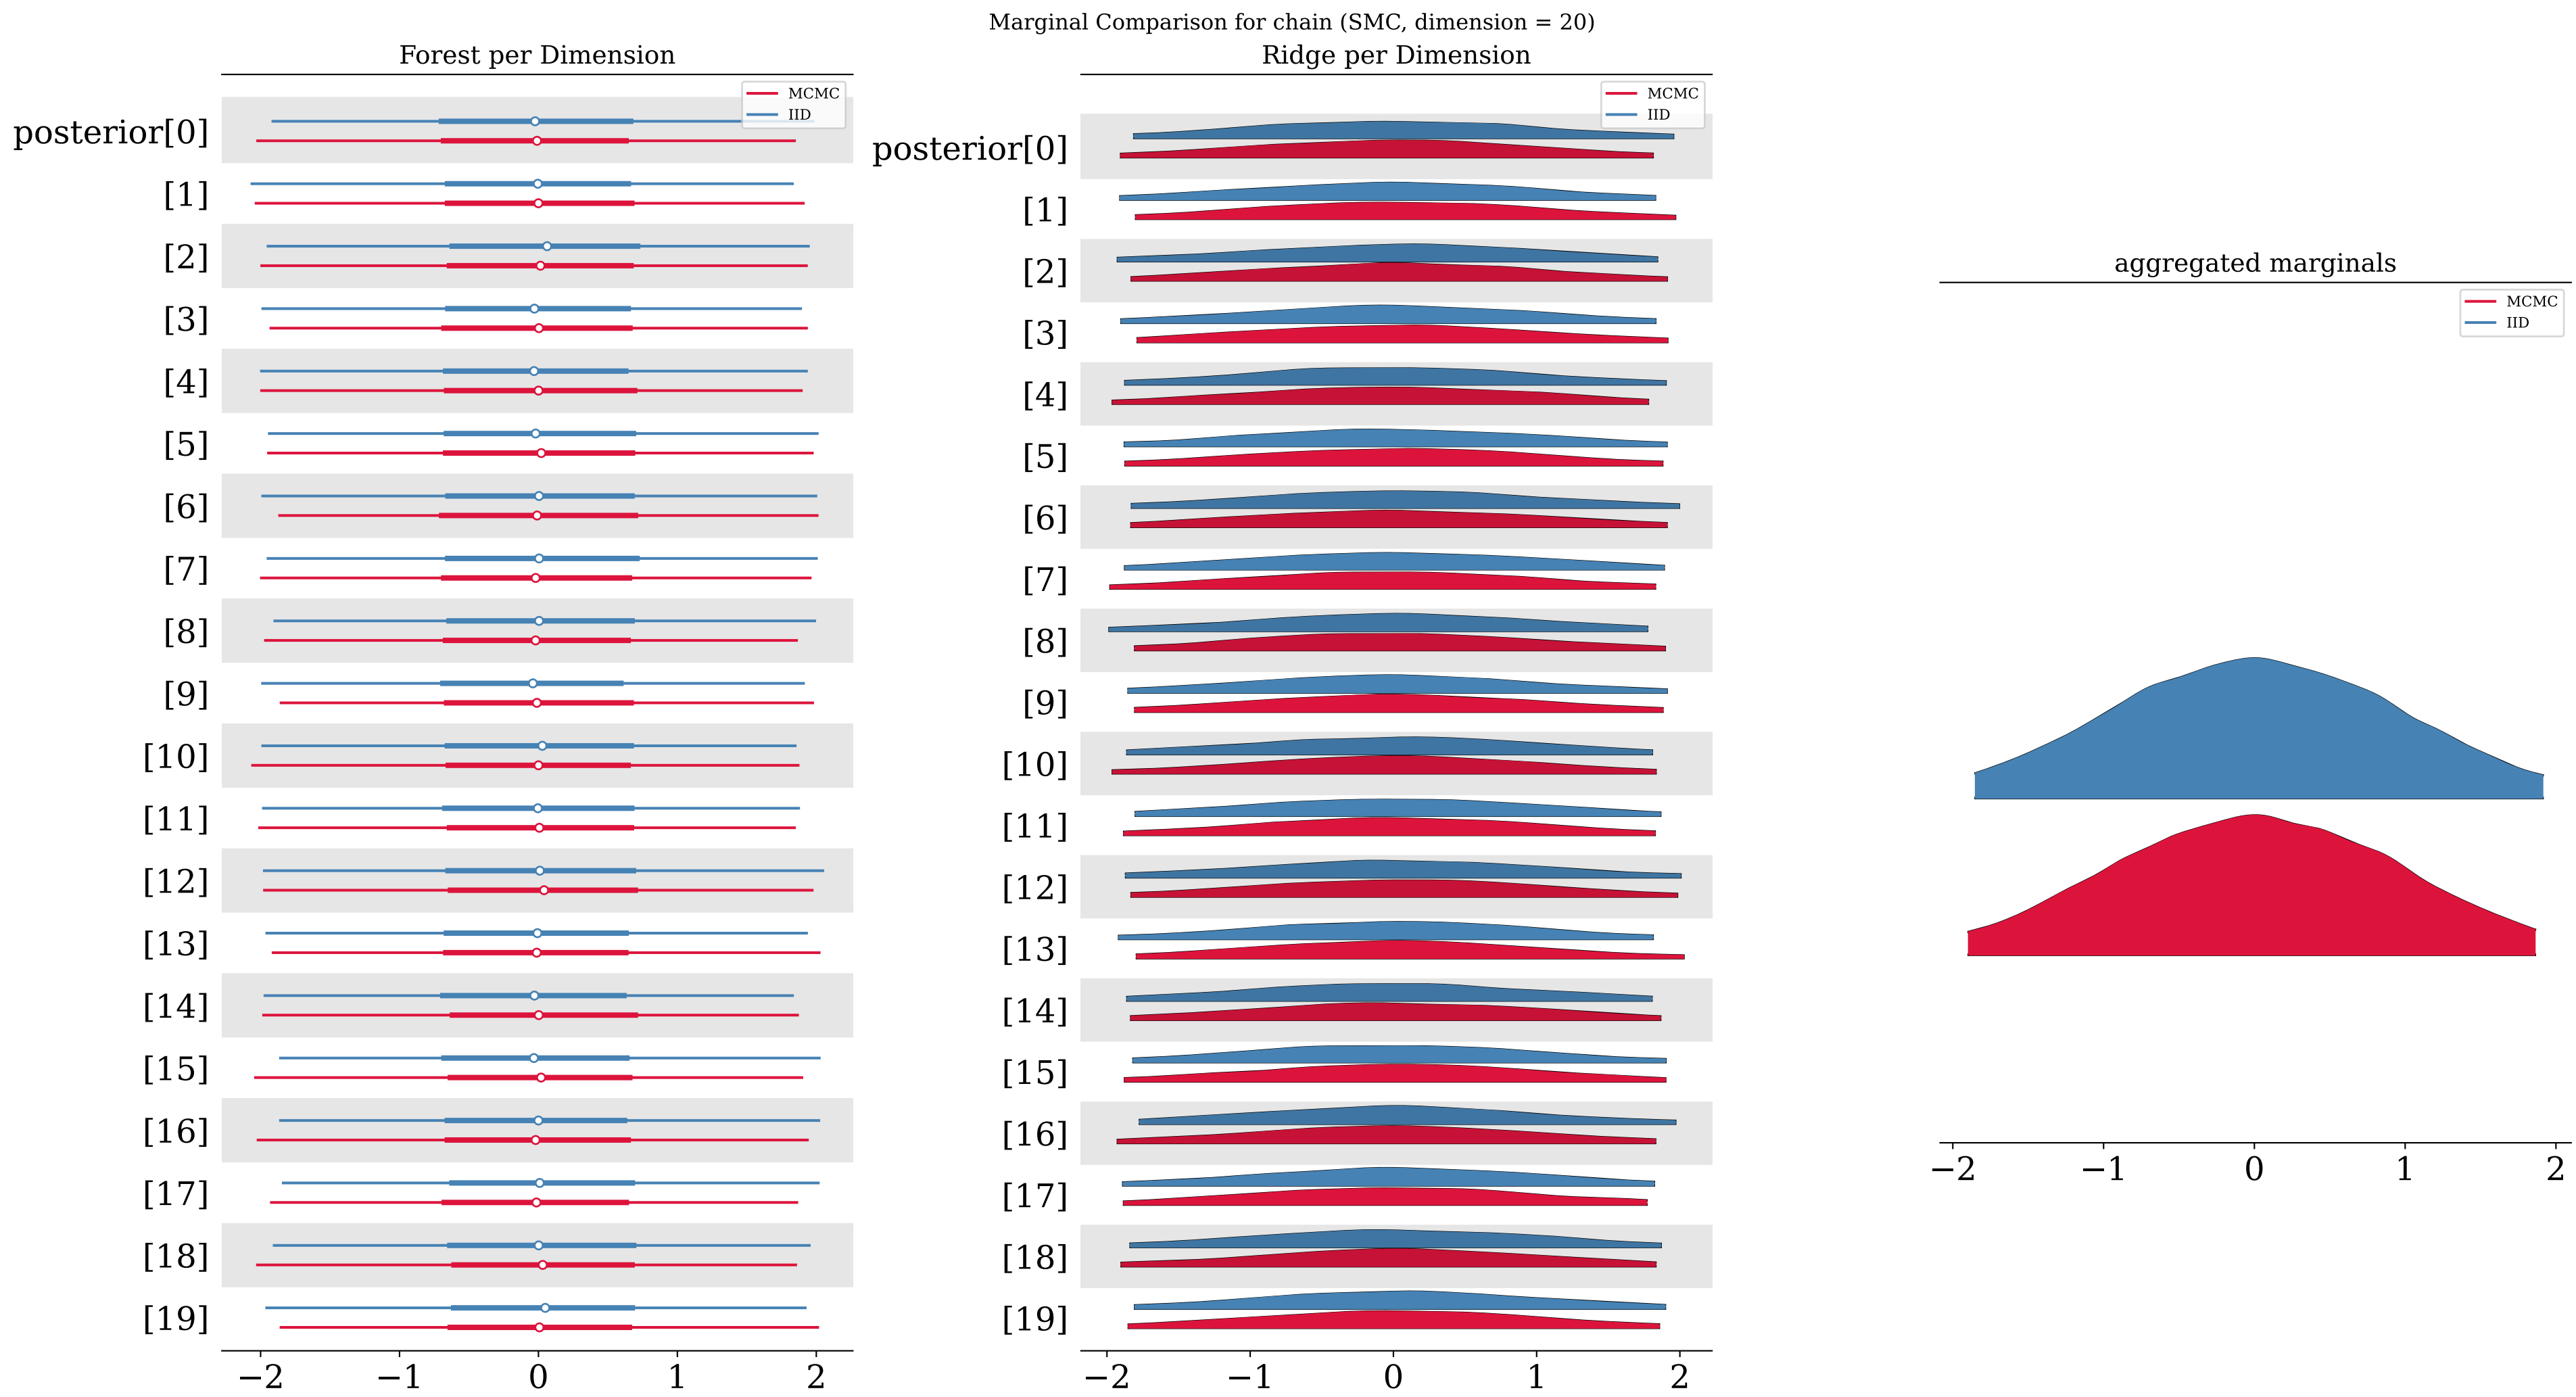 Marginal Comparison for chain (SMC, dimension = 20)
Forest per Dimension
MCMC
IID
posterior[0]
[1]
[2]
[3]
[4]
[5]
[6]
[7]
[8]
[9]
[10]
[11]
[12]
[13]
[14]
[15]
[16]
[17]
[18]
[19]
−2 −1 0 1 2
Ridge per Dimension
MCMC
IID
posterior[0]
[1]
[2]
[3]
[4]
[5]
[6]
[7]
[8]
[9]
[10]
[11]
[12]
[13]
[14]
[15]
[16]
[17]
[18]
[19]
−2 −1 0 1 2
aggregated marginals
MCMC
IID
−2 −1 0 1 2